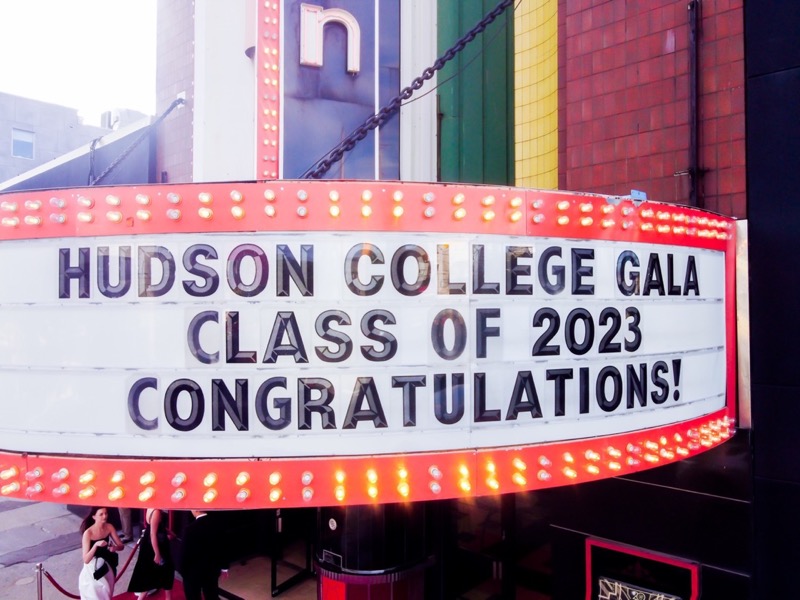 n
HUDSON COLLEGE GALA
CLASS OF 2023
CONGRATULATIONS!